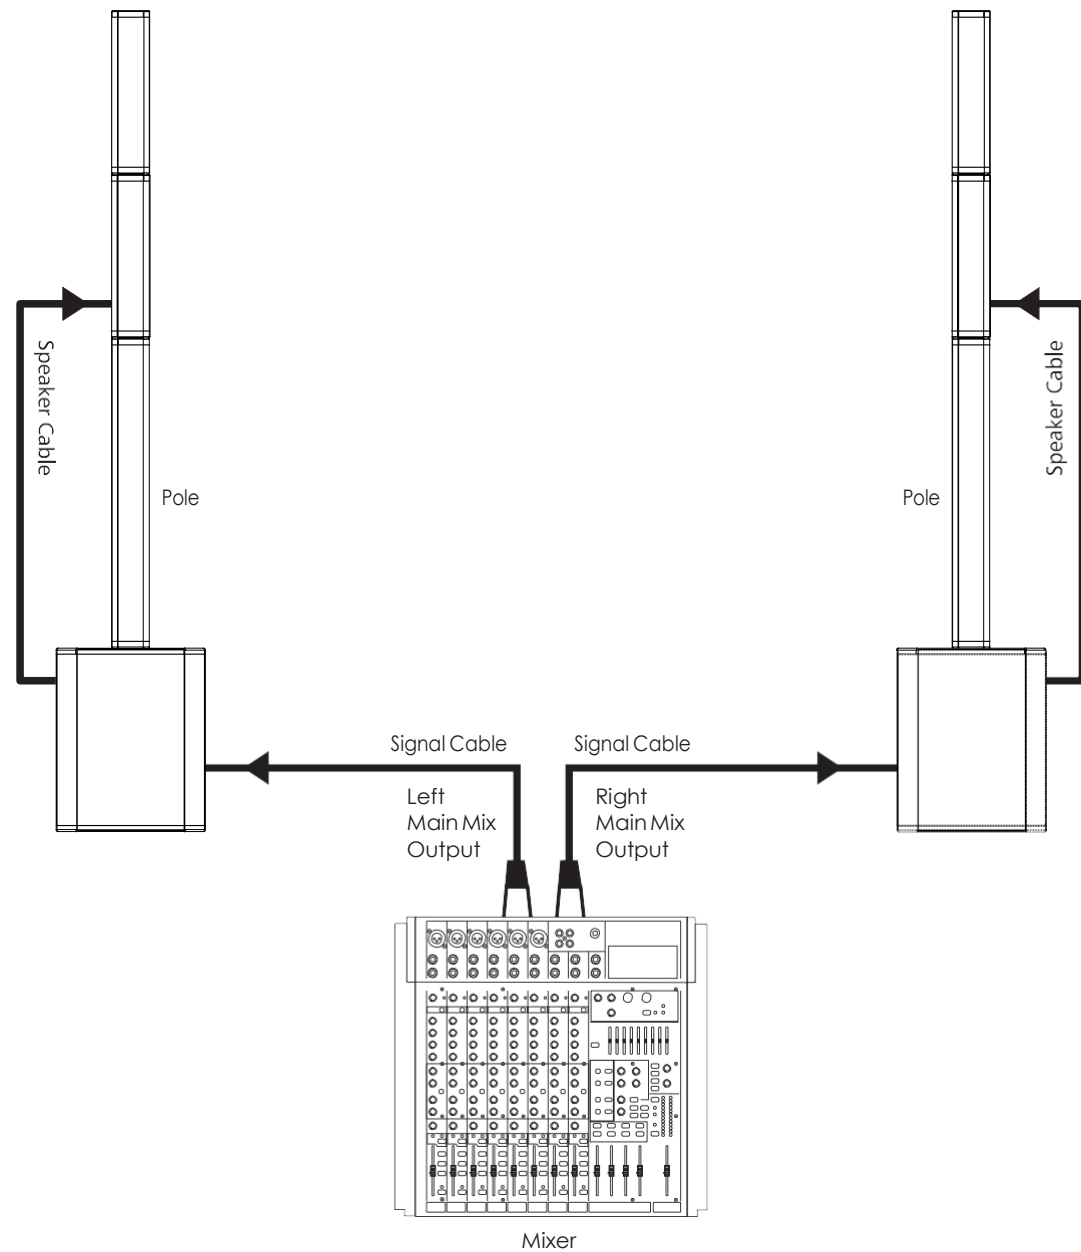 Speaker Cable
Speaker Cable
Pole
Pole
Signal Cable
Signal Cable
Left
Main Mix
Output
Right
Main Mix
Output
Mixer